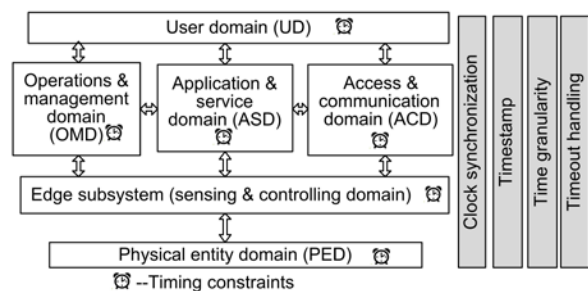 User domain (UD)
Operations &
management
domain
(OMD)
Application &
service
domain (ASD)
Access &
communication
domain (ACD)
Edge subsystem (sensing & controlling domain)
Physical entity domain (PED)
--Timing constraints
Clock synchronization
Timestamp
Time granularity
Timeout handling